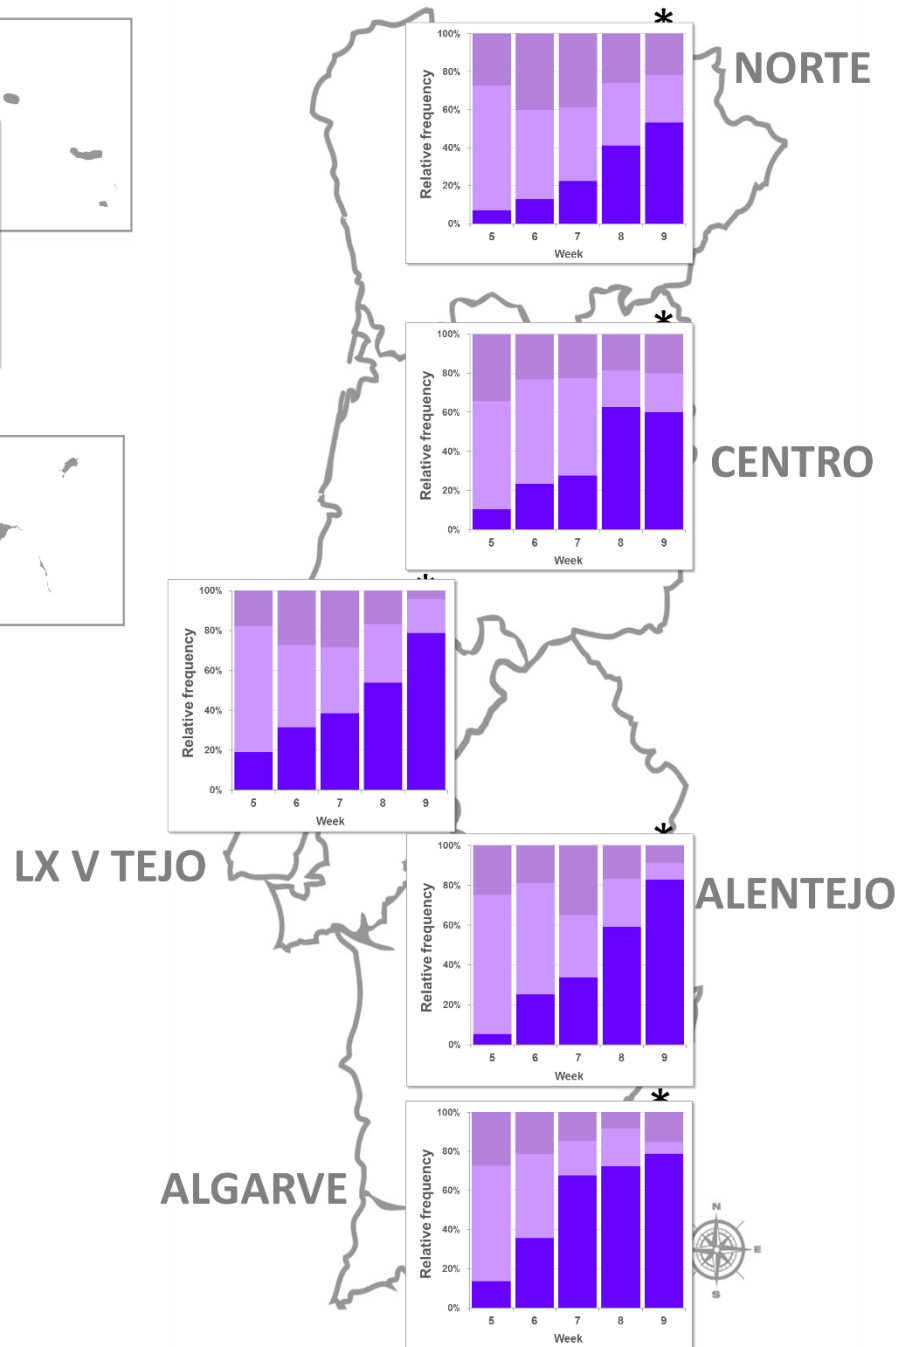 *
NORTE
100%
80%
60%
40%
20%
0%
Relative frequency
5 6 7 8 9
Week
*
CENTRO
100%
80%
60%
40%
20%
0%
Relative frequency
5 6 7 8 9
Week
*
LX V TEJO
100%
80%
60%
40%
20%
0%
Relative frequency
5 6 7 8 9
Week
*
ALENTEJO
100%
80%
60%
40%
20%
0%
Relative frequency
5 6 7 8 9
Week
*
ALGARVE
100%
80%
60%
40%
20%
0%
Relative frequency
5 6 7 8 9
Week
N
E
S